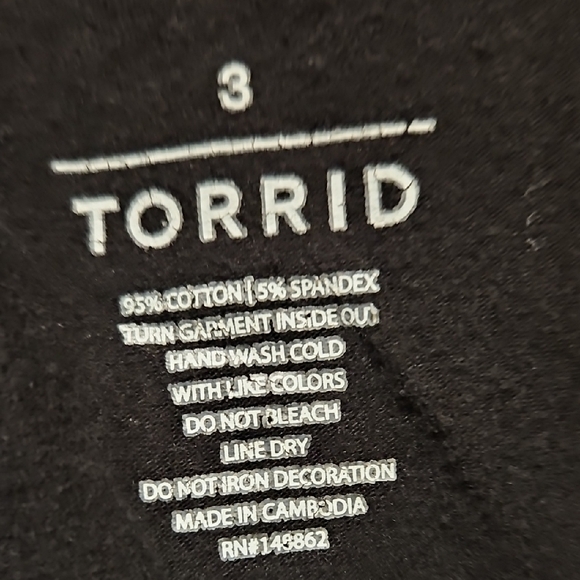 3
TORRID
95% COTTON | 5% SPANDEX
TURN GARMENT INSIDE OUT
HAND WASH COLD
WITH LIKE COLORS
DO NOT BLEACH
LINE DRY
DO NOT IRON DECORATION
MADE IN CAMBODIA
RN#148862